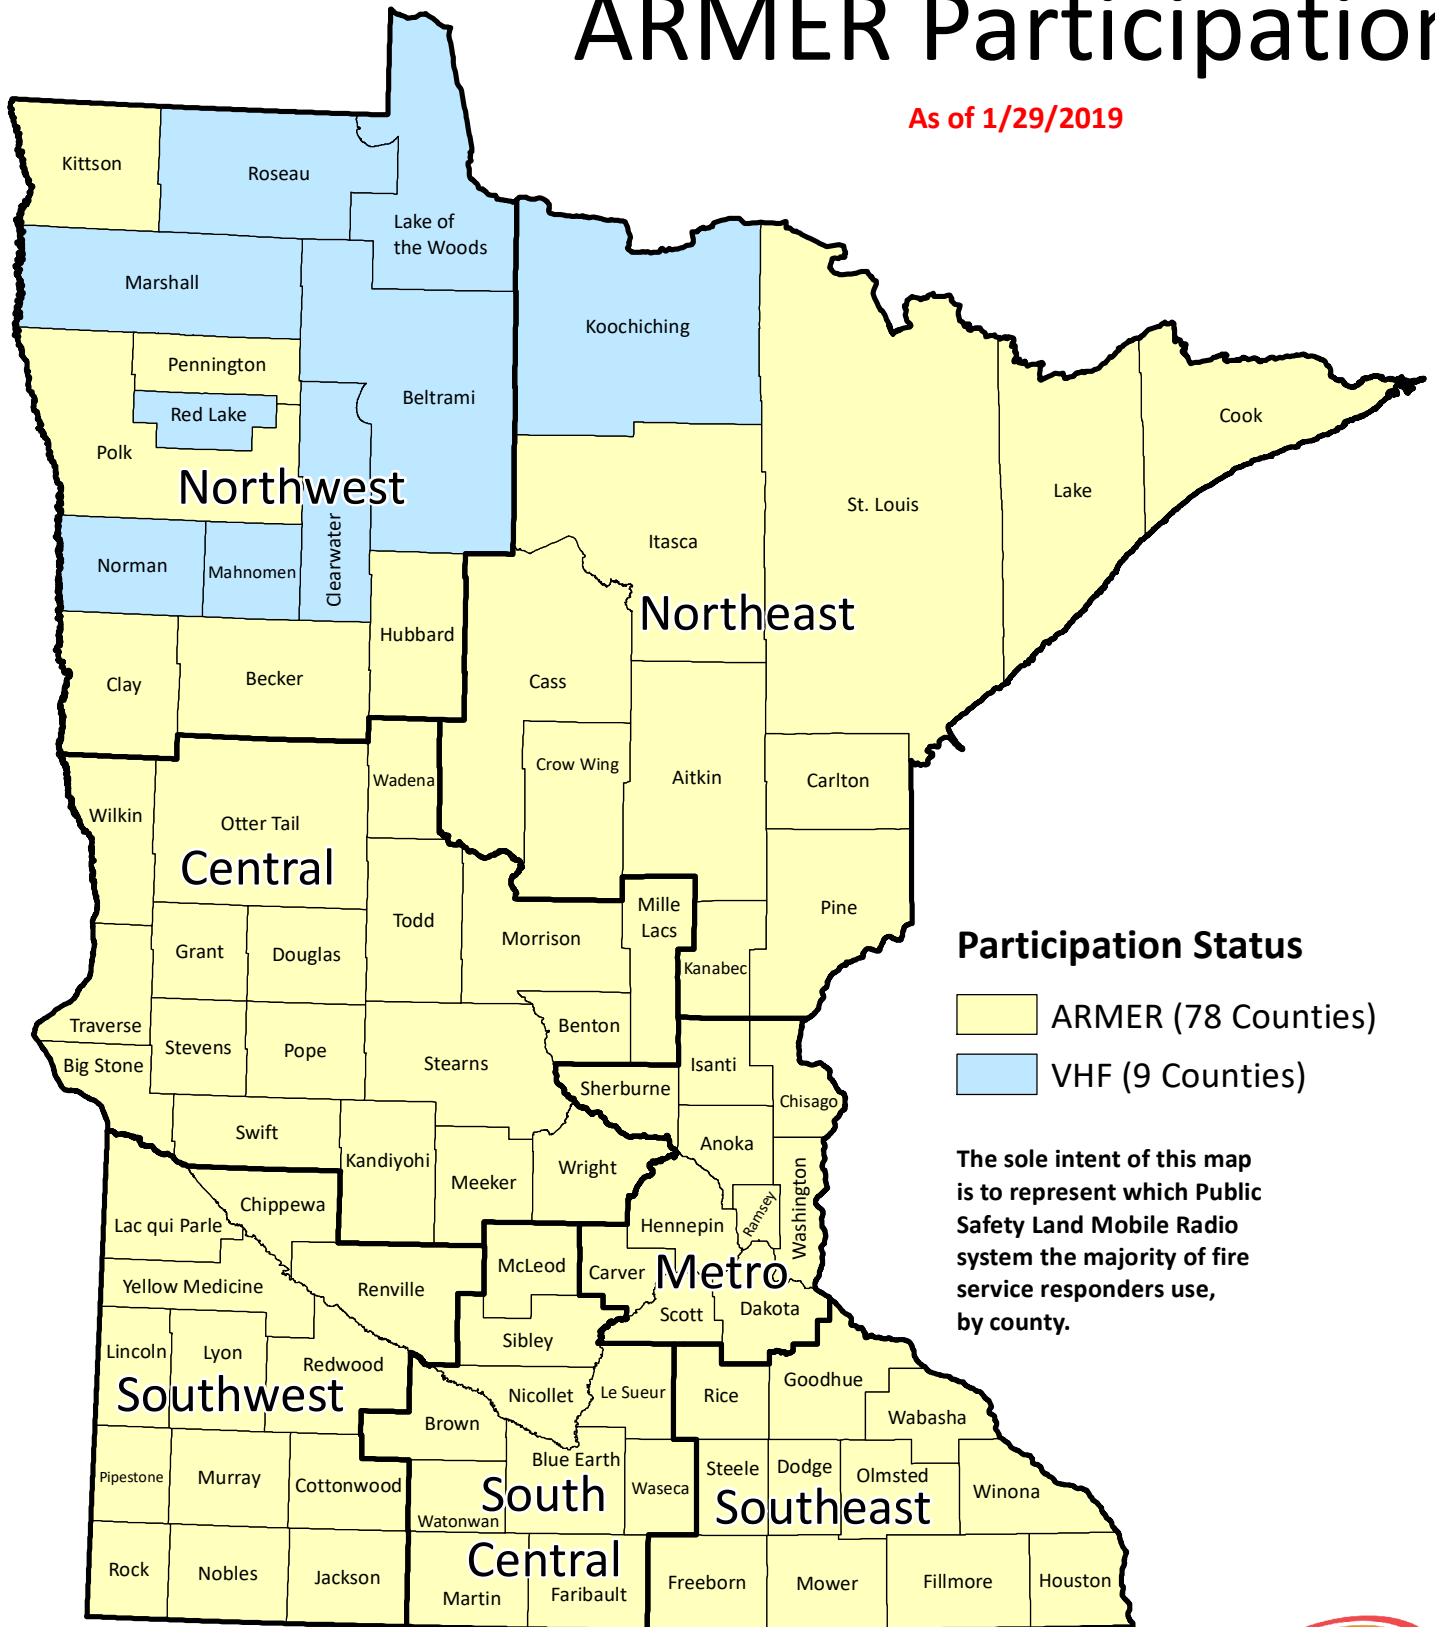 ARMER Participation
As of 1/29/2019
Kittson
Roseau
Lake of
the Woods
Marshall
Koochiching
Pennington
Beltrami
Red Lake
Cook
Polk
Northwest
Lake
St. Louis
Itasca
Clearwater
Norman
Mahnomen
Northeast
Hubbard
Becker
Clay
Cass
Crow Wing
Aitkin
Carlton
Wadena
Wilkin
Otter Tail
Central
Mille
Lacs
Pine
Todd
Morrison
Grant
Douglas
Kanabec
Participation Status
ARMER (78 Counties)
VHF (9 Counties)
The sole intent of this map
is to represent which Public
Safety Land Mobile Radio
system the majority of fire
service responders use,
by county.
Traverse
Benton
Stevens
Pope
Stearns
Big Stone
Isanti
Sherburne
Chisago
Swift
Anoka
Kandiyohi
Wright
Meeker
Washington
Ramsey
Chippewa
Lac qui Parle
Hennepin
McLeod
Carver
Metro
Yellow Medicine
Renville
Scott
Dakota
Sibley
Lincoln
Lyon
Redwood
Goodhue
Southwest
Nicollet
Le Sueur
Rice
Brown
Wabasha
Blue Earth
Pipestone
Murray
Cottonwood
South
Central
Waseca
Steele
Dodge
Olmsted
Winona
Southeast
Watonwan
Rock
Nobles
Jackson
Martin
Faribault
Freeborn
Mower
Fillmore
Houston